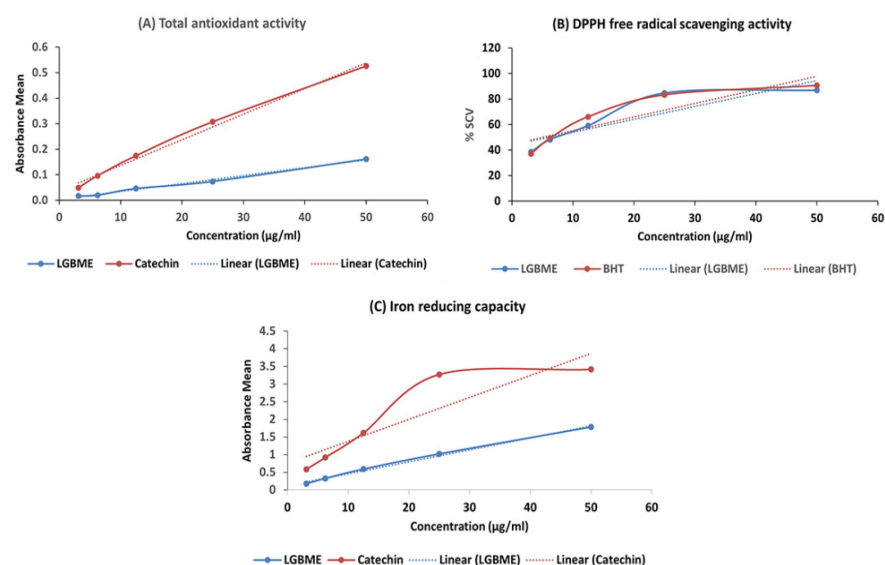 (A) Total antioxidant activity
Absorbance Mean
0.6
0.5
0.4
0.3
0.2
0.1
0.0
0 10 20 30 40 50 60
Concentration (µg/ml)
LGBME Catechin Linear (LGBME) Linear (Catechin)
(B) DPPH free radical scavenging activity
% SCV
120
100
80
60
40
20
0
0 10 20 30 40 50 60
Concentration (µg/ml)
LGBME BHT Linear (LGBME) Linear (BHT)
(C) Iron reducing capacity
Absorbance Mean
4.5
4
3.5
3
2.5
2
1.5
1
0.5
0
0 10 20 30 40 50 60
Concentration (µg/ml)
LGBME Catechin Linear (LGBME) Linear (Catechin)